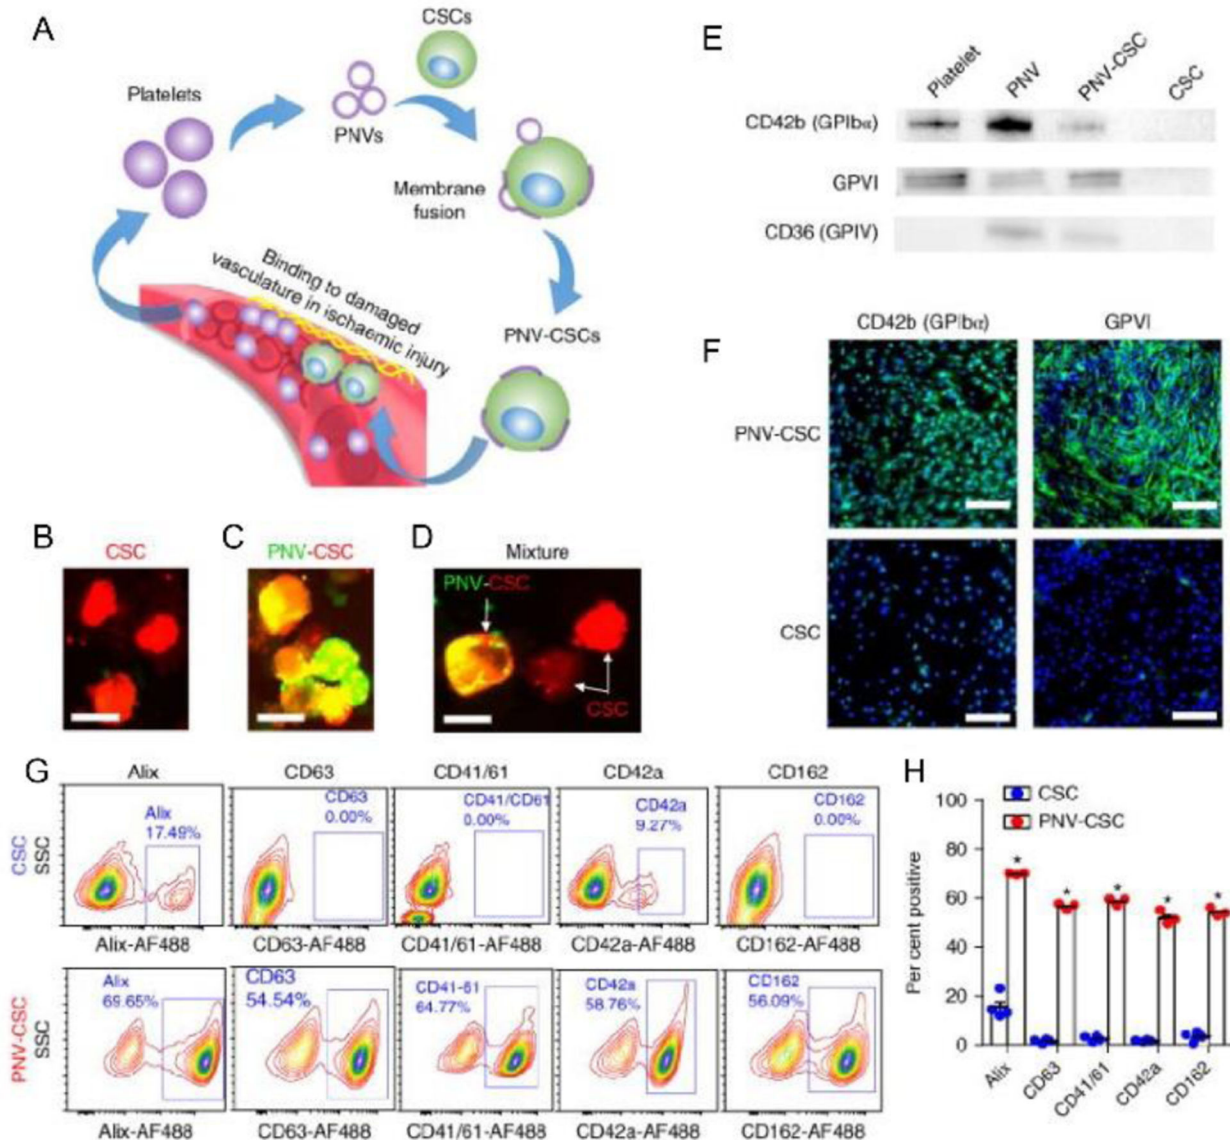 A
CSCs
Platelets
PNVs
Membrane
fusion
Binding to damaged
vasculature in ischaemic injury
PNV-CSCs
B
CSC
C
PNV-CSC
D
Mixture
PNV-CSC
CSC
E
Platelet
PNV
PNV-CSC
CSC
CD42b (GPIbα)
GPVI
CD36 (GPIV)
F
CD42b (GPIbα)
GPVI
PNV-CSC
CSC
G
Alix
CD63
CD41/61
CD42a
CD162
CSC
SSC
Alix
17.49%
CD63
0.00%
CD41/CD61
0.00%
CD42a
9.27%
CD162
0.00%
Alix-AF488
CD63-AF488
CD41/61-AF488
CD42a-AF488
CD162-AF488
PNV-CSC
SSC
Alix
69.65%
CD63
54.54%
CD41-61
64.77%
CD42a
58.76%
CD162
56.09%
Alix-AF488
CD63-AF488
CD41/61-AF488
CD42a-AF488
CD162-AF488
H
CSC
PNV-CSC
Per cent positive
100
80
60
40
20
0
* * * * *
Alix
CD63
CD41/61
CD42a
CD162